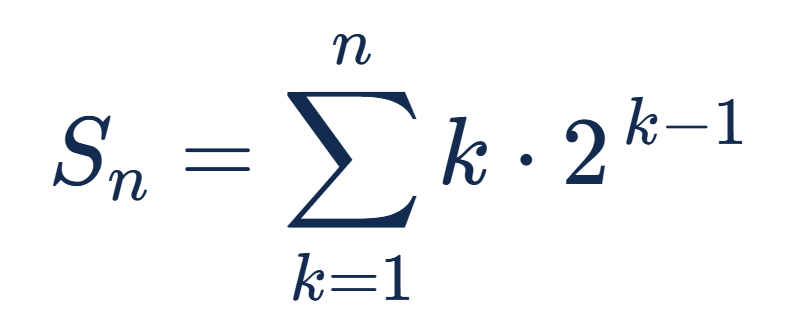 $S_n = \sum_{k=1}^{n} k \cdot 2^{k-1}$